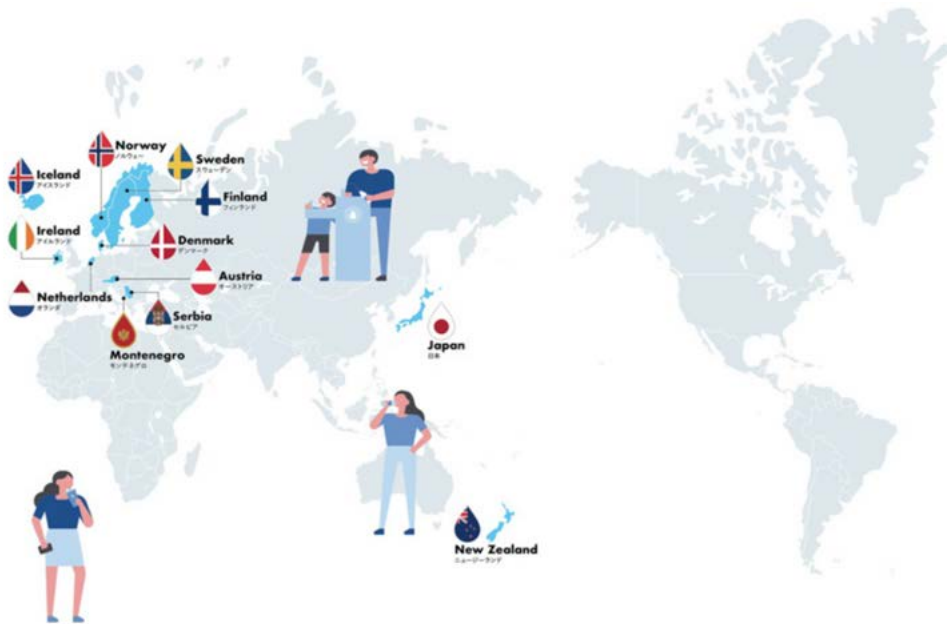 Norway
ノルウェー
Sweden
スウェーデン
Iceland
アイスランド
Finland
フィンランド
Ireland
アイルランド
Denmark
デンマーク
Austria
オーストリア
Netherlands
オランダ
Serbia
セルビア
Montenegro
モンテネグロ
Japan
日本
New Zealand
ニュージーランド